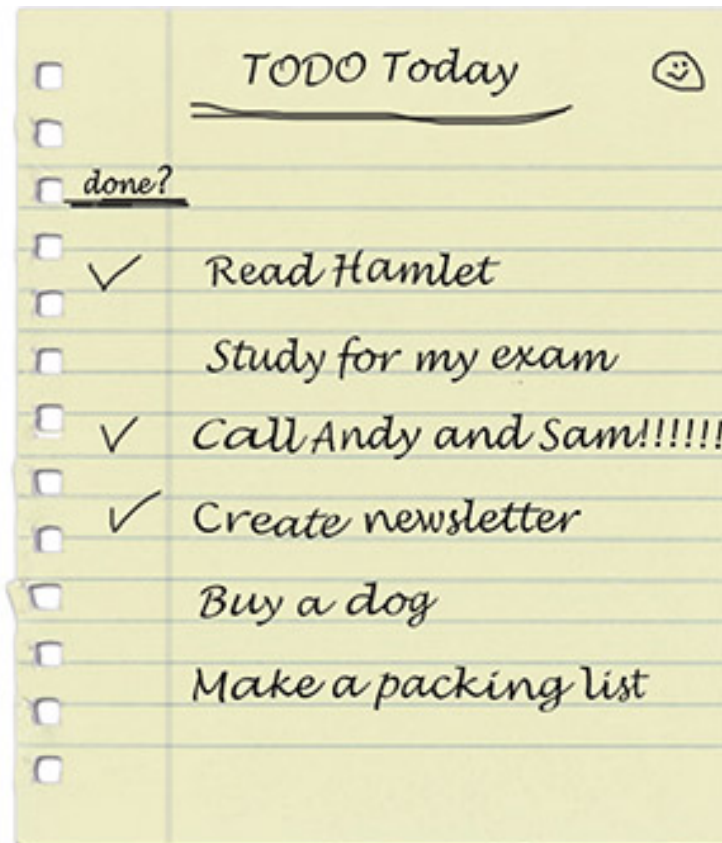 TODO Today
done?
✓ Read Hamlet
Study for my exam
✓ Call Andy and Sam!!!!!!
✓ Create newsletter
Buy a dog
Make a packing list